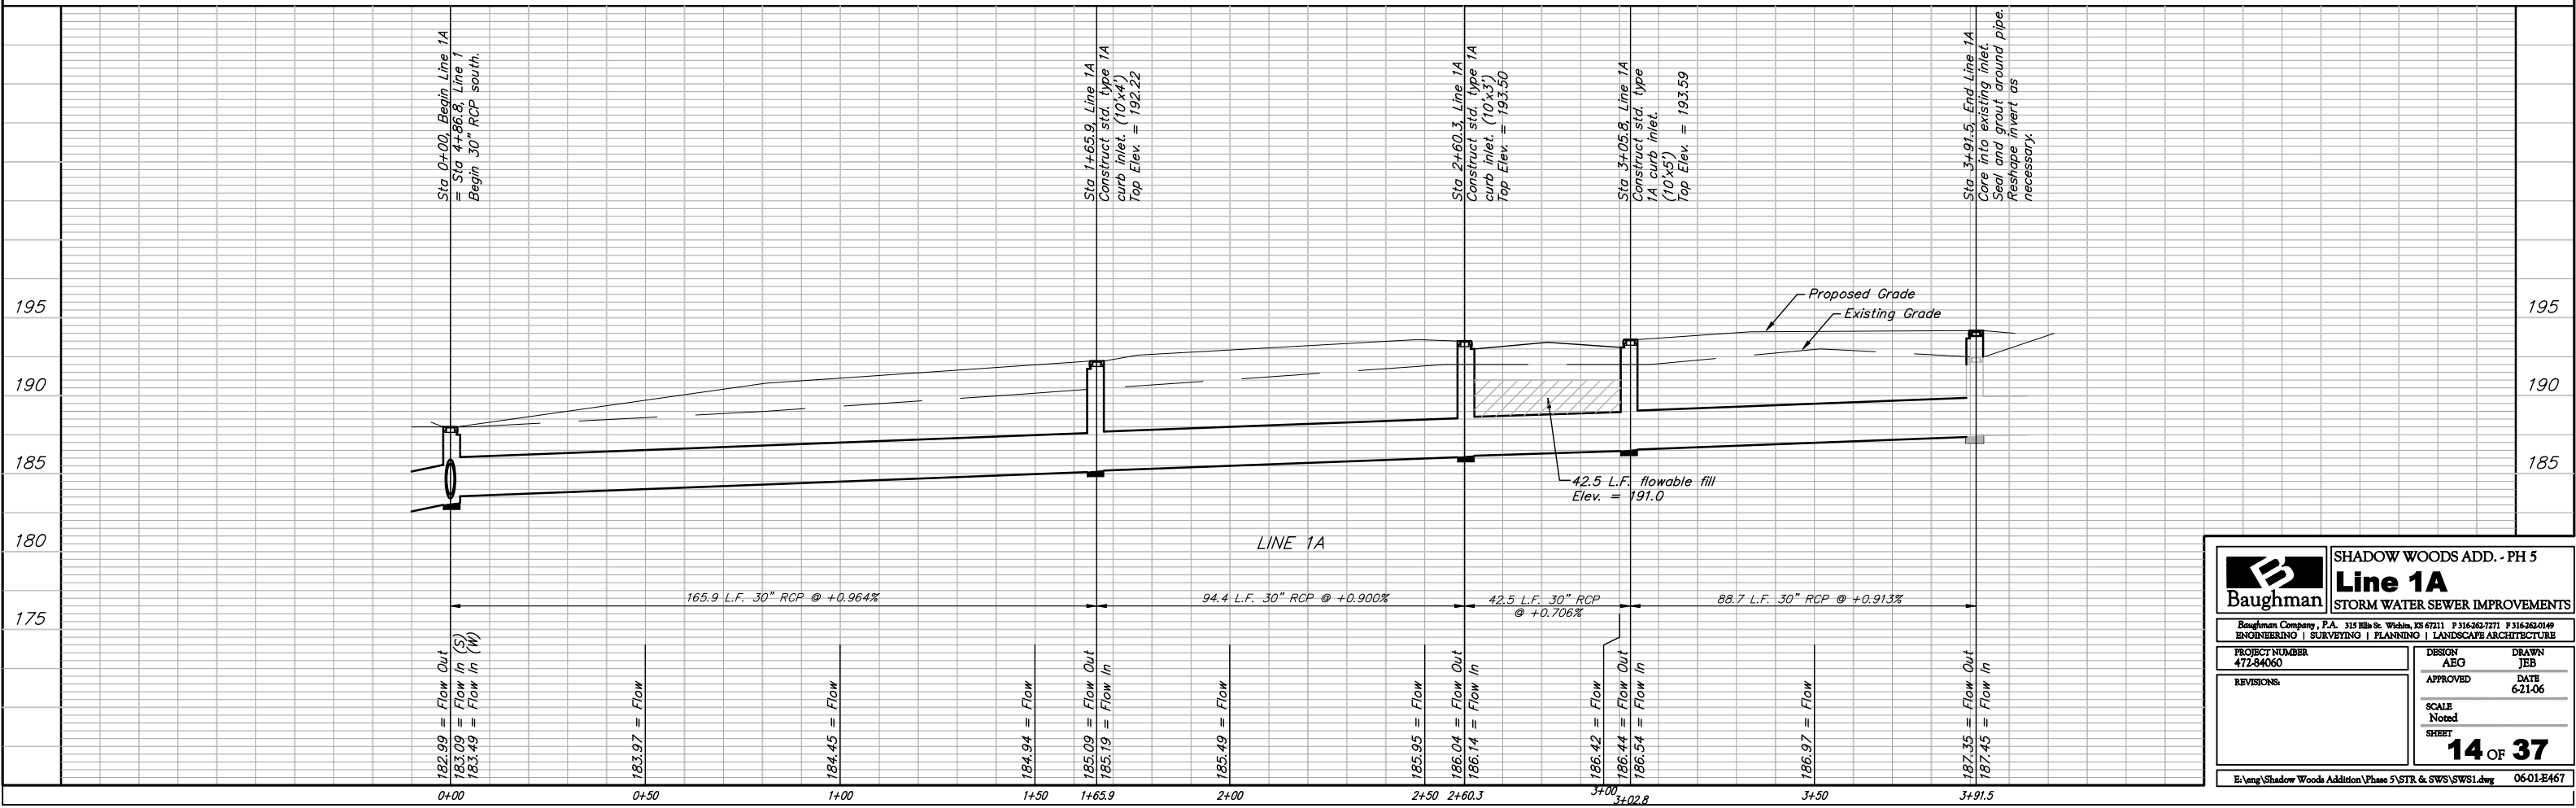 Sta 0+00, Begin Line 1A
= Sta 4+86.8, Line 1
Begin 30" RCP south.
Sta 1+65.9, Line 1A
Construct std. type 1A
curb inlet. (10'x4')
Top Elev. = 192.22
Sta 2+60.3, Line 1A
Construct std. type 1A
curb inlet. (10'x3')
Top Elev. = 193.50
Sta 3+05.8, Line 1A
Construct std. type
1A curb inlet.
(10'x5')
Top Elev. = 193.59
Sta 3+91.5, End Line 1A
Core into existing inlet.
Seal and grout around pipe.
Reshape invert as
necessary.
195
195
Proposed Grade
Existing Grade
190
190
185
185
42.5 L.F. flowable fill
Elev. = 191.0
180
LINE 1A
175
165.9 L.F. 30" RCP @ +0.964%
94.4 L.F. 30" RCP @ +0.900%
42.5 L.F. 30" RCP
@ +0.706%
88.7 L.F. 30" RCP @ +0.913%
182.99 = Flow Out
183.09 = Flow In (S)
183.49 = Flow In (W)
183.97 = Flow
184.45 = Flow
184.94 = Flow
185.09 = Flow Out
185.19 = Flow In
185.49 = Flow
185.95 = Flow
186.04 = Flow Out
186.14 = Flow In
186.42 = Flow
186.44 = Flow Out
186.54 = Flow In
186.97 = Flow
187.35 = Flow Out
187.45 = Flow In
0+00
0+50
1+00
1+50
1+65.9
2+00
2+50
2+60.3
3+00
3+02.8
3+50
3+91.5
B
Baughman
SHADOW WOODS ADD. - PH 5
Line 1A
STORM WATER SEWER IMPROVEMENTS
Baughman Company, P.A. 315 Ellis St. Wichita, KS 67211 P 316-262-7271 F 316-262-0149
ENGINEERING | SURVEYING | PLANNING | LANDSCAPE ARCHITECTURE
PROJECT NUMBER
472-84060
DESIGN
AEG
DRAWN
JEB
REVISIONS:
APPROVED
DATE
6-21-06
SCALE
Noted
SHEET
14 OF 37
E:\eng\Shadow Woods Addition\Phase 5\STR & SWS\SWS1.dwg 06-01-E467